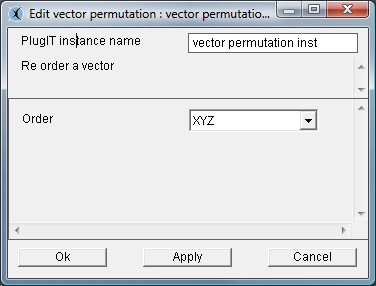 Edit vector permutation : vector permutatio...
PlugIT instance name
vector permutation inst
Re order a vector
Order
XYZ
Ok
Apply
Cancel